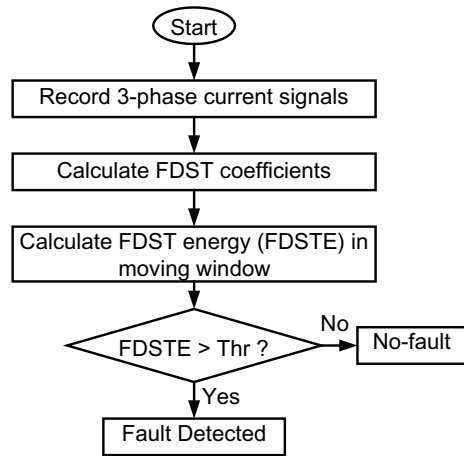 Start
Record 3-phase current signals
Calculate FDST coefficients
Calculate FDST energy (FDSTE) in
moving window
FDSTE > Thr ?
No
No-fault
Yes
Fault Detected